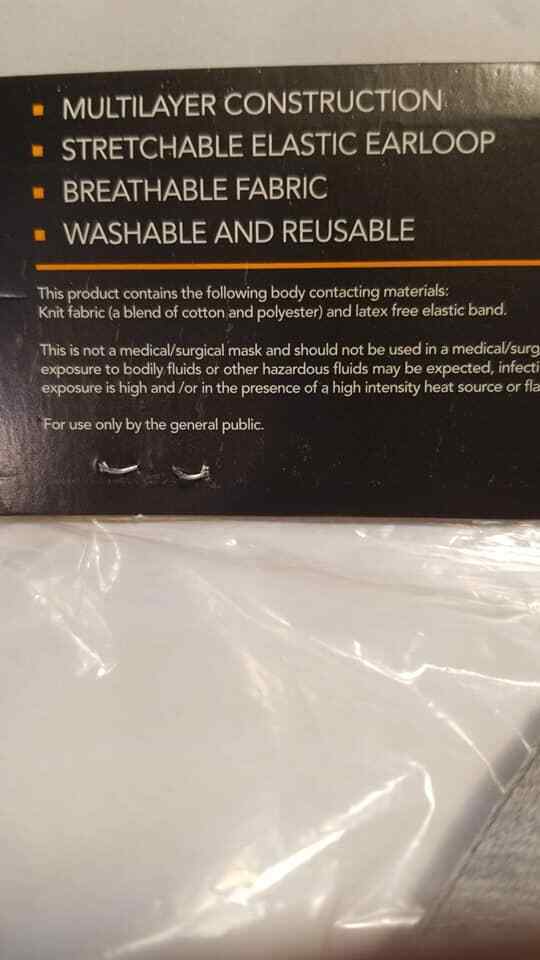 MULTILAYER CONSTRUCTION
STRETCHABLE ELASTIC EARLOOP
BREATHABLE FABRIC
WASHABLE AND REUSABLE
This product contains the following body contacting materials:
Knit fabric (a blend of cotton and polyester) and latex free elastic band.
This is not a medical/surgical mask and should not be used in a medical/surg
exposure to bodily fluids or other hazardous fluids may be expected, infecti
exposure is high and /or in the presence of a high intensity heat source or fla
For use only by the general public.